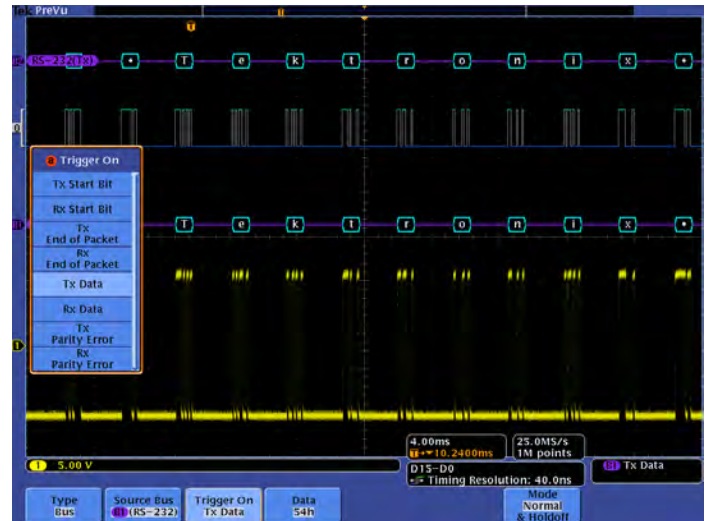 Tek PreVu
T
RS-232(Tx) • T e k t r o n i x •
0
a Trigger On
Tx Start Bit
Rx Start Bit
Tx
End of Packet
Rx
End of Packet
Tx Data
Rx Data
Tx
Parity Error
Rx
Parity Error
B1 T e k t r o n i x •
1
4.00ms
T→▼10.2400ms
25.0MS/s
1M points
1 5.00 V
D15-D0
Timing Resolution: 40.0ns
B1 Tx Data
Type
Bus
Source Bus
B1 (RS-232)
Trigger On
Tx Data
Data
54h
Mode
Normal
& Holdoff